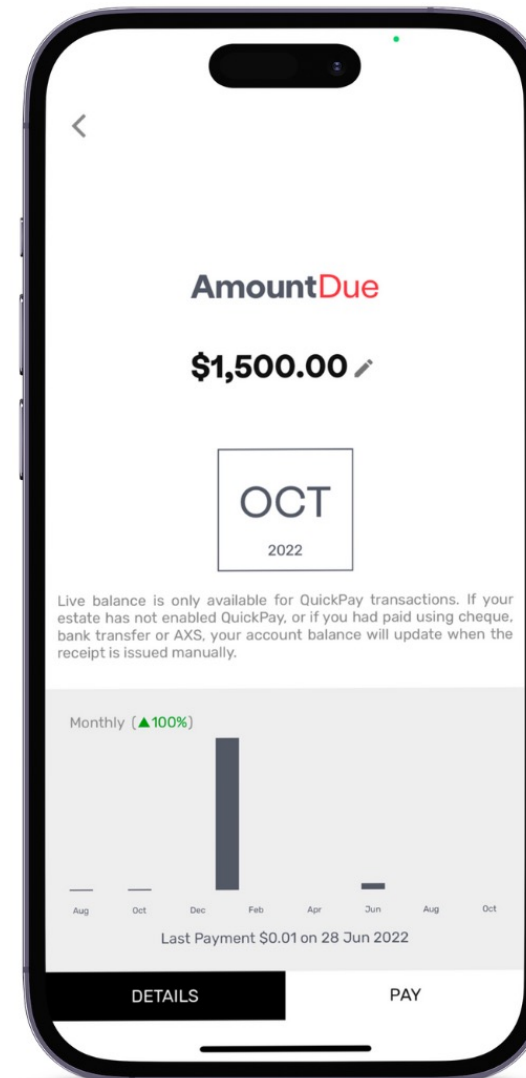 AmountDue
$1,500.00
OCT
2022
Live balance is only available for QuickPay transactions. If your
estate has not enabled QuickPay, or if you had paid using cheque,
bank transfer or AXS, your account balance will update when the
receipt is issued manually.
Monthly (▲100%)
Aug Oct Dec Feb Apr Jun Aug Oct
Last Payment $0.01 on 28 Jun 2022
DETAILS PAY